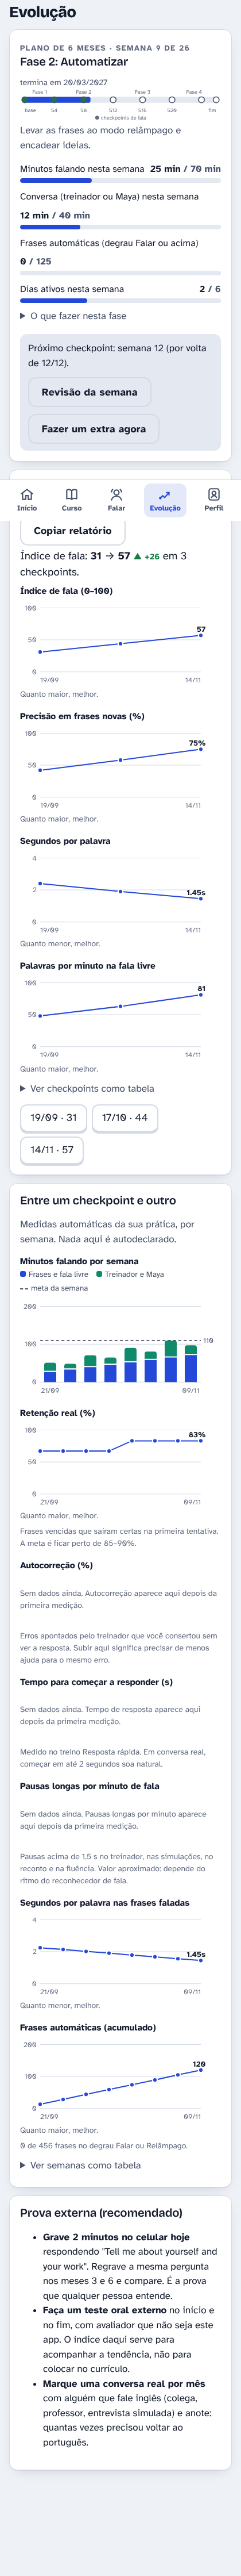 Evolução
PLANO DE 6 MESES · SEMANA 9 DE 26
Fase 2: Automatizar
termina em 20/03/2027
Fase 1 Fase 2 Fase 3 Fase 4
base S4 S8 S12 S16 S20 fim
checkpoints de fala
Levar as frases ao modo relâmpago e
encadear ideias.
Minutos falando nesta semana 25 min / 70 min
Conversa (treinador ou Maya) nesta semana
12 min / 40 min
Frases automáticas (degrau Falar ou acima)
0 / 125
Dias ativos nesta semana 2 / 6
▶ O que fazer nesta fase
Próximo checkpoint: semana 12 (por volta
de 12/12).
Revisão da semana
Fazer um extra agora
Início Curso Falar Evolução Perfil
Copiar relatório
Índice de fala: 31 → 57 ▲ +26 em 3
checkpoints.
Índice de fala (0–100)
100
57
50
0
19/09 14/11
Quanto maior, melhor.
Precisão em frases novas (%)
100
75%
50
0
19/09 14/11
Quanto maior, melhor.
Segundos por palavra
4
2
1.45s
0
19/09 14/11
Quanto menor, melhor.
Palavras por minuto na fala livre
100
81
50
0
19/09 14/11
Quanto maior, melhor.
▶ Ver checkpoints como tabela
19/09 · 31 17/10 · 44
14/11 · 57
Entre um checkpoint e outro
Medidas automáticas da sua prática, por
semana. Nada aqui é autodeclarado.
Minutos falando por semana
Frases e fala livre Treinador e Maya
meta da semana
200
110
100
0
21/09 09/11
Retenção real (%)
100
83%
50
0
21/09 09/11
Quanto maior, melhor.
Frases vencidas que saíram certas na primeira tentativa.
A meta é ficar perto de 85–90%.
Autocorreção (%)
Sem dados ainda. Autocorreção aparece aqui depois da
primeira medição.
Erros apontados pelo treinador que você consertou sem
ver a resposta. Subir aqui significa precisar de menos
ajuda para o mesmo erro.
Tempo para começar a responder (s)
Sem dados ainda. Tempo de resposta aparece aqui
depois da primeira medição.
Medido no treino Resposta rápida. Em conversa real,
começar em até 2 segundos soa natural.
Pausas longas por minuto de fala
Sem dados ainda. Pausas longas por minuto aparece
aqui depois da primeira medição.
Pausas acima de 1,5 s no treinador, nas simulações, no
reconto e na fluência. Valor aproximado: depende do
ritmo do reconhecedor de fala.
Segundos por palavra nas frases faladas
4
2
1.45s
0
21/09 09/11
Quanto menor, melhor.
Frases automáticas (acumulado)
200
120
100
0
21/09 09/11
Quanto maior, melhor.
0 de 456 frases no degrau Falar ou Relâmpago.
▶ Ver semanas como tabela
Prova externa (recomendado)
• Grave 2 minutos no celular hoje
respondendo "Tell me about yourself and
your work". Regrave a mesma pergunta
nos meses 3 e 6 e compare. É a prova
que qualquer pessoa entende.
• Faça um teste oral externo no início e
no fim, com avaliador que não seja este
app. O índice daqui serve para
acompanhar a tendência, não para
colocar no currículo.
• Marque uma conversa real por mês
com alguém que fale inglês (colega,
professor, entrevista simulada) e anote:
quantas vezes precisou voltar ao
português.